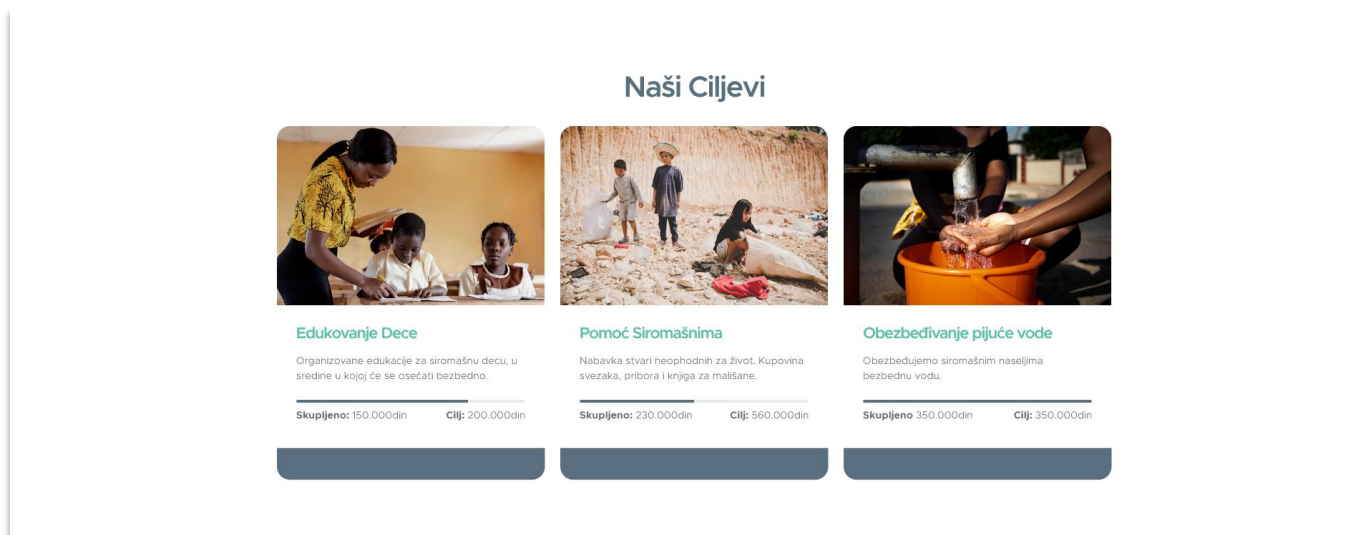 Naši Ciljevi
Edukovanje Dece
Organizovane edukacije za siromašnu decu, u
sredine u kojoj će se osećati bezbedno.
Skupljeno: 150.000din
Cilj: 200.000din
Pomoć Siromašnima
Nabavka stvari neophodnih za život. Kupovina
svezaka, pribora i knjiga za mališane.
Skupljeno: 230.000din
Cilj: 560.000din
Obezbeđivanje pijuće vode
Obezbeđujemo siromašnim naseljima
bezbednu vodu.
Skupljeno 350.000din
Cilj: 350.000din